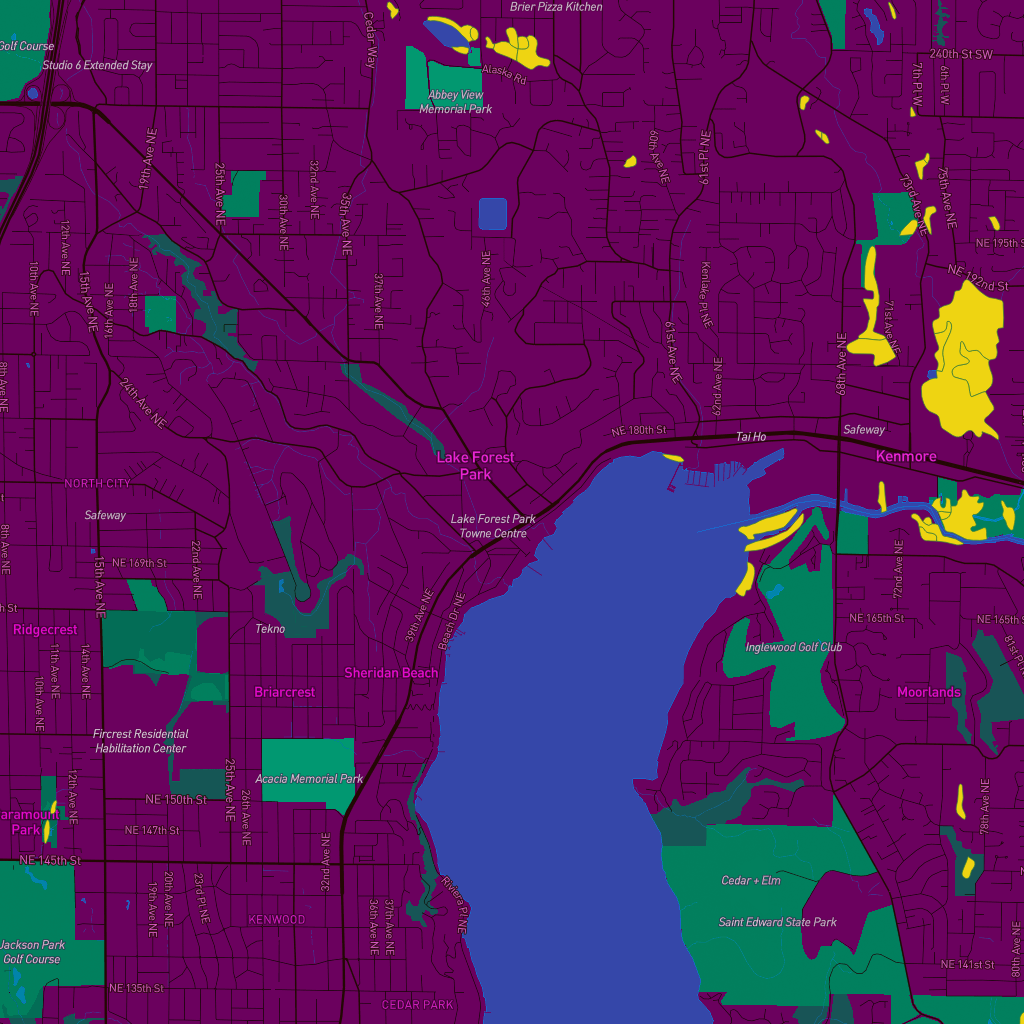 Brier Pizza Kitchen
Cedar Way
Golf Course
Studio 6 Extended Stay
240th St SW
Alaska Rd
7th Pl W
6th Pl W
Abbey View
Memorial Park
19th Ave NE
25th Ave NE
32nd Ave NE
30th Ave NE
35th Ave NE
60th Ave NE
61st Pl NE
73rd Ave NE
75th Ave NE
12th Ave NE
10th Ave NE
15th Ave NE
18th Ave NE
16th Ave NE
37th Ave NE
46th Ave NE
Kenlake Pl NE
NE 195th S
NE 192nd St
71st Ave NE
61st Ave NE
62nd Ave NE
68th Ave NE
8th Ave NE
24th Ave NE
NE 180th St
Tai Ho
Safeway
Lake Forest
Park
Kenmore
NORTH CITY
Safeway
Lake Forest Park
Towne Centre
8th Ave NE
15th Ave NE
NE 169th St
22nd Ave NE
72nd Ave NE
h St
39th Ave NE
Beach Dr NE
NE 165th St
NE 165th S
Ridgecrest
Tekno
Inglewood Golf Club
81st Pl N
11th Ave NE
14th Ave NE
10th Ave NE
Sheridan Beach
Briarcrest
Moorlands
Fircrest Residential
Habilitation Center
Acacia Memorial Park
25th Ave NE
26th Ave NE
12th Ave NE
NE 150th St
78th Ave NE
aramount
Park
NE 147th St
NE 145th St
32nd Ave NE
Cedar + Elm
Riviera Pl NE
19th Ave NE
20th Ave NE
23rd Pl NE
KENWOOD
36th Ave NE
37th Ave NE
Saint Edward State Park
80th Ave NE
Jackson Park
Golf Course
NE 141st St
NE 135th St
CEDAR PARK